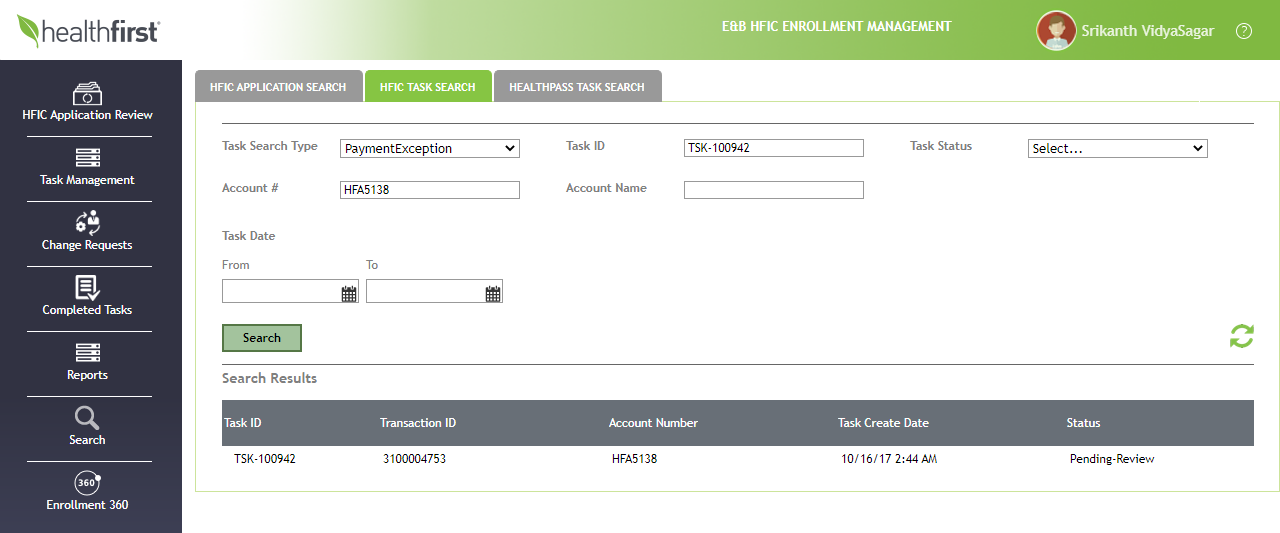 healthfirst
E&B HFIC ENROLLMENT MANAGEMENT
Srikanth VidyaSagar
?
HFIC Application Review
Task Management
Change Requests
Completed Tasks
Reports
Search
360
Enrollment 360
HFIC APPLICATION SEARCH HFIC TASK SEARCH HEALTHPASS TASK SEARCH
Task Search Type PaymentException Task ID TSK-100942 Task Status Select...
Account # HFA5138 Account Name
Task Date
From To
Search
Search Results
Task ID Transaction ID Account Number Task Create Date Status
TSK-100942 3100004753 HFA5138 10/16/17 2:44 AM Pending-Review